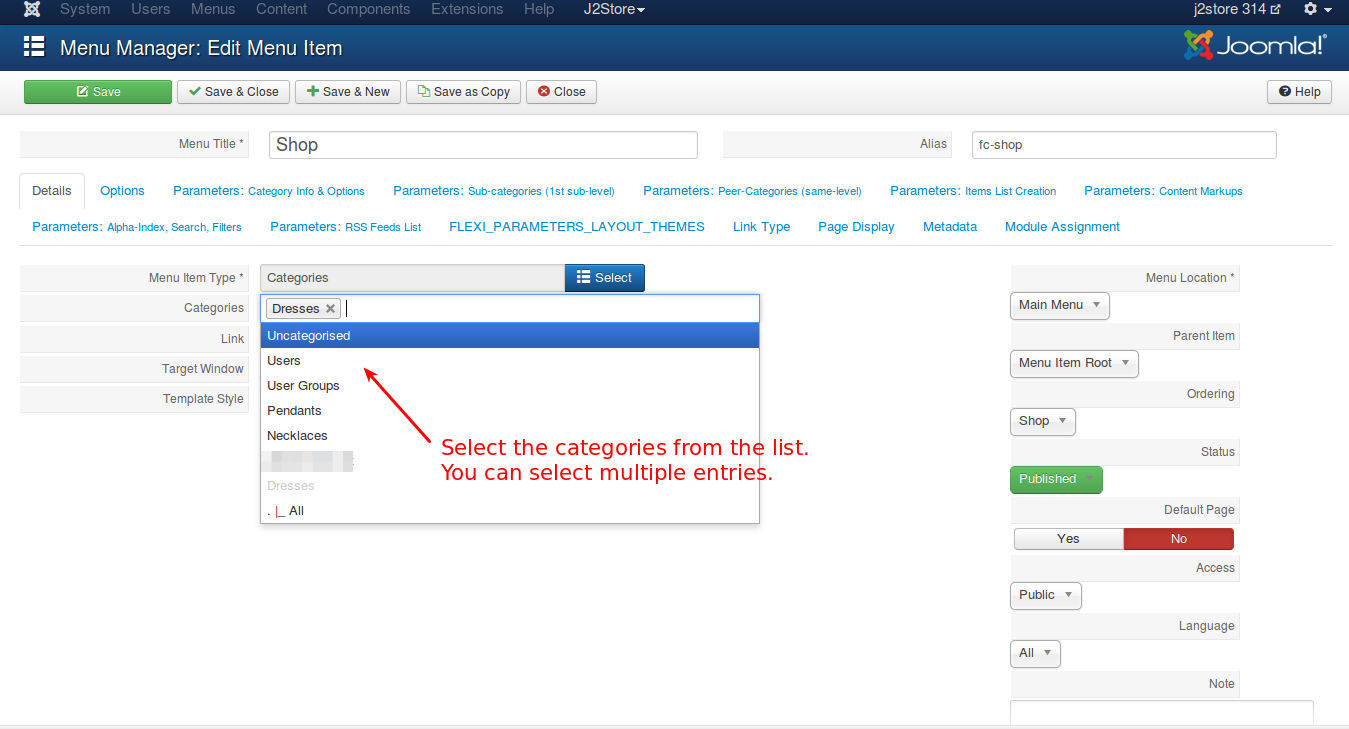 System Users Menus Content Components Extensions Help J2Store j2store 314
Menu Manager: Edit Menu Item Joomla!®
Save Save & Close Save & New Save as Copy Close Help
Menu Title * Shop Alias fc-shop
Details Options Parameters: Category Info & Options Parameters: Sub-categories (1st sub-level) Parameters: Peer-Categories (same-level) Parameters: Items List Creation Parameters: Content Markups
Parameters: Alpha-Index, Search, Filters Parameters: RSS Feeds List FLEXI_PARAMETERS_LAYOUT_THEMES Link Type Page Display Metadata Module Assignment
Menu Item Type * Categories Select
Categories Dresses
Link
Target Window
Template Style
Uncategorised
Users
User Groups
Pendants
Necklaces
Dresses
. |_ All
Select the categories from the list.
You can select multiple entries.
Menu Location *
Main Menu
Parent Item
Menu Item Root
Ordering
Shop
Status
Published
Default Page
Yes No
Access
Public
Language
All
Note